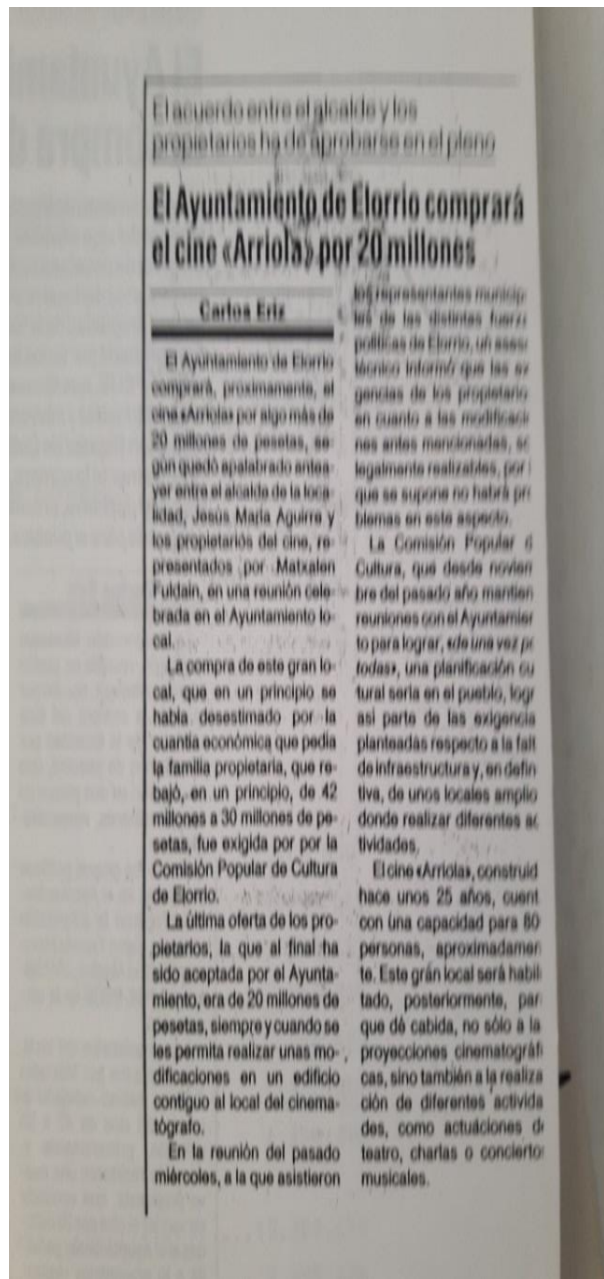 El acuerdo entre el alcalde y los
propietarios ha de aprobarse en el pleno
El Ayuntamiento de Elorrio comprará
el cine «Arriola» por 20 millones
Carlos Eriz
El Ayuntamiento de Elorrio
comprará, próximamente, el
cine «Arriola» por algo más de
20 millones de pesetas, se-
gún quedó apalabrado antea-
yer entre el alcalde de la loca-
lidad, Jesús María Aguirre y
los propietarios del cine, re-
presentados por Matxalen
Fuldain, en una reunión cele-
brada en el Ayuntamiento lo-
cal.
La compra de este gran lo-
cal, que en un principio se
había desestimado por la
cuantía económica que pedía
la familia propietaria, que re-
bajó, en un principio, de 42
millones a 30 millones de pe-
setas, fue exigida por por la
Comisión Popular de Cultura
de Elorrio.
La última oferta de los pro-
pietarios, la que al final ha
sido aceptada por el Ayunta-
miento, era de 20 millones de
pesetas, siempre y cuando se
les permita realizar unas mo-
dificaciones en un edificio
contiguo al local del cinema-
tógrafo.
En la reunión del pasado
miércoles, a la que asistieron
los representantes municip
les de las distintas fuerz
políticas de Elorrio, un ases
técnico informó que las ex
gencias de los propietario
en cuanto a las modificaci
nes antes mencionadas, so
legalmente realizables, por
que se supone no habrá pro
blemas en este aspecto.
La Comisión Popular d
Cultura, que desde noviem
bre del pasado año mantien
reuniones con el Ayuntamien
to para lograr, «de una vez po
todas», una planificación cu
tural seria en el pueblo, logr
así parte de las exigencia
planteadas respecto a la falt
de infraestructura y, en defin
tiva, de unos locales amplio
donde realizar diferentes ac
tividades.
El cine «Arriola», construid
hace unos 25 años, cuent
con una capacidad para 80
personas, aproximadamen
te. Este grán local será habil
tado, posteriormente, par
que dé cabida, no sólo a la
proyecciones cinematográfi
cas, sino también a la realiza
ción de diferentes activida
des, como actuáciones d
teatro, charlas o concierto
musicales.